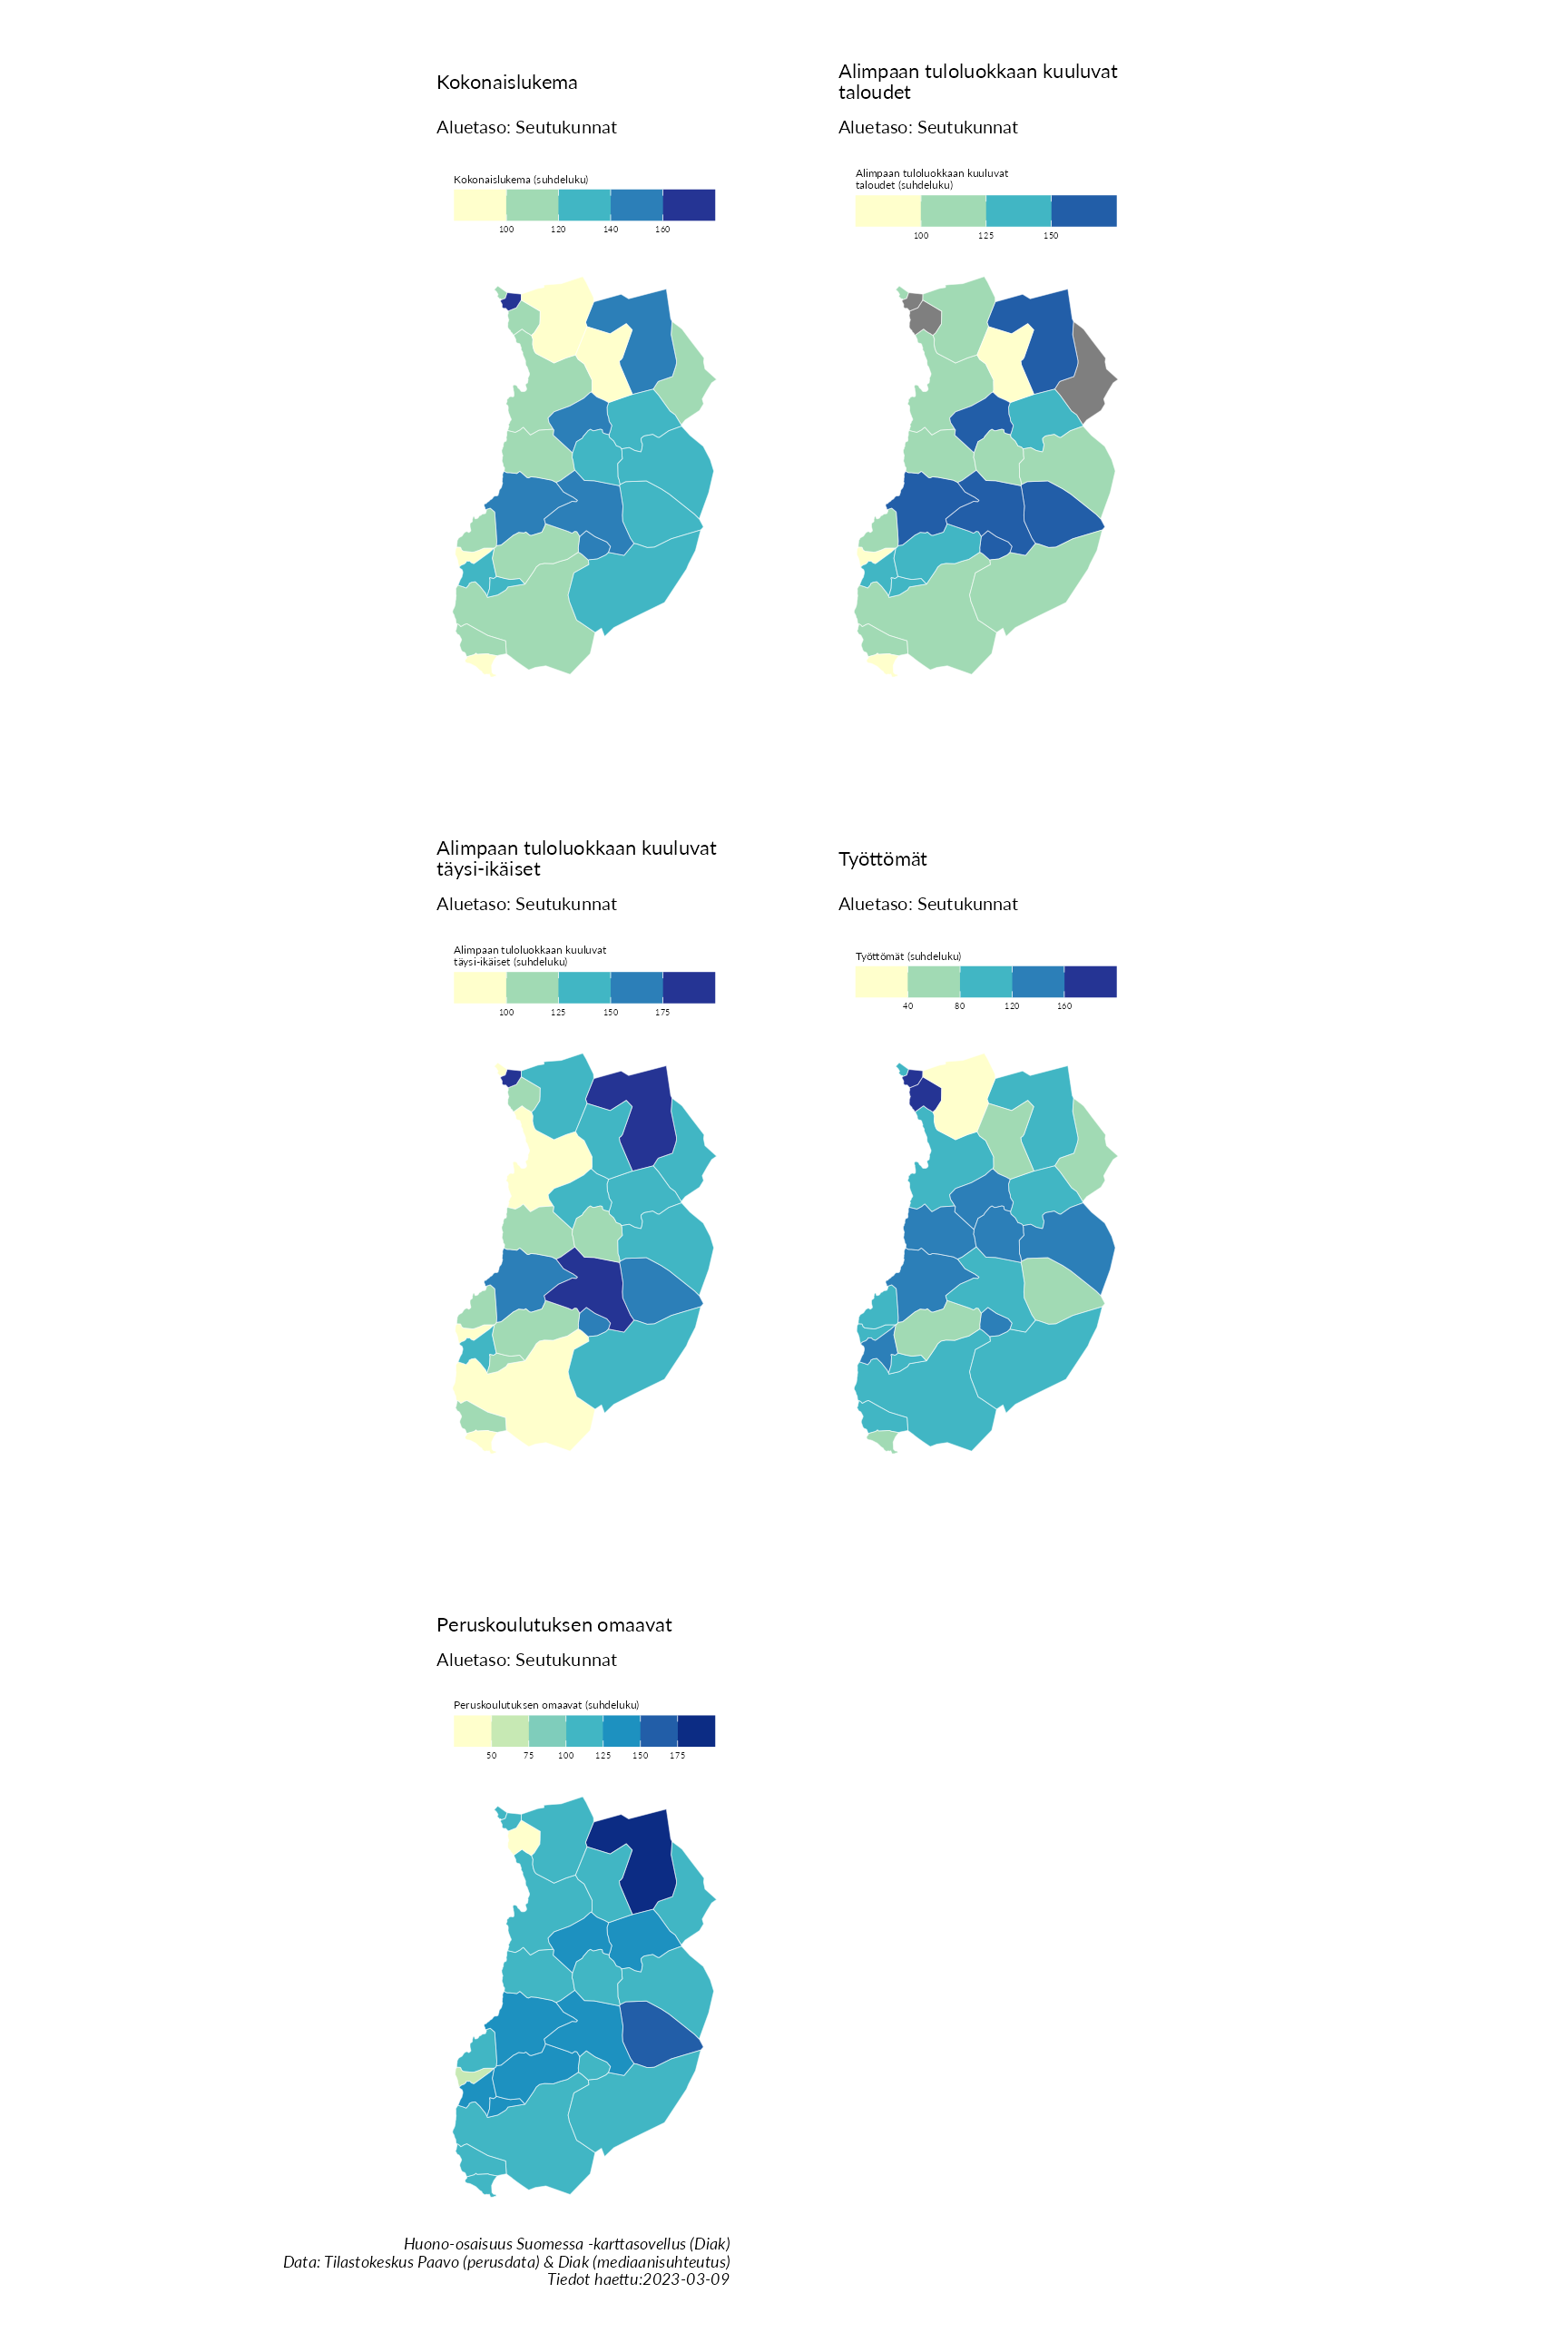 Kokonaislukema
Aluetaso: Seutukunnat
Kokonaislukema (suhdeluku)
100 120 140 160
Alimpaan tuloluokkaan kuuluvat
taloudet
Aluetaso: Seutukunnat
Alimpaan tuloluokkaan kuuluvat
taloudet (suhdeluku)
100 125 150
Alimpaan tuloluokkaan kuuluvat
täysi-ikäiset
Aluetaso: Seutukunnat
Alimpaan tuloluokkaan kuuluvat
täysi-ikäiset (suhdeluku)
100 125 150 175
Työttömät
Aluetaso: Seutukunnat
Työttömät (suhdeluku)
40 80 120 160
Peruskoulutuksen omaavat
Aluetaso: Seutukunnat
Peruskoulutuksen omaavat (suhdeluku)
50 75 100 125 150 175
Huono-osaisuus Suomessa -karttasovellus (Diak)
Data: Tilastokeskus Paavo (perusdata) & Diak (mediaanisuhteutus)
Tiedot haettu:2023-03-09